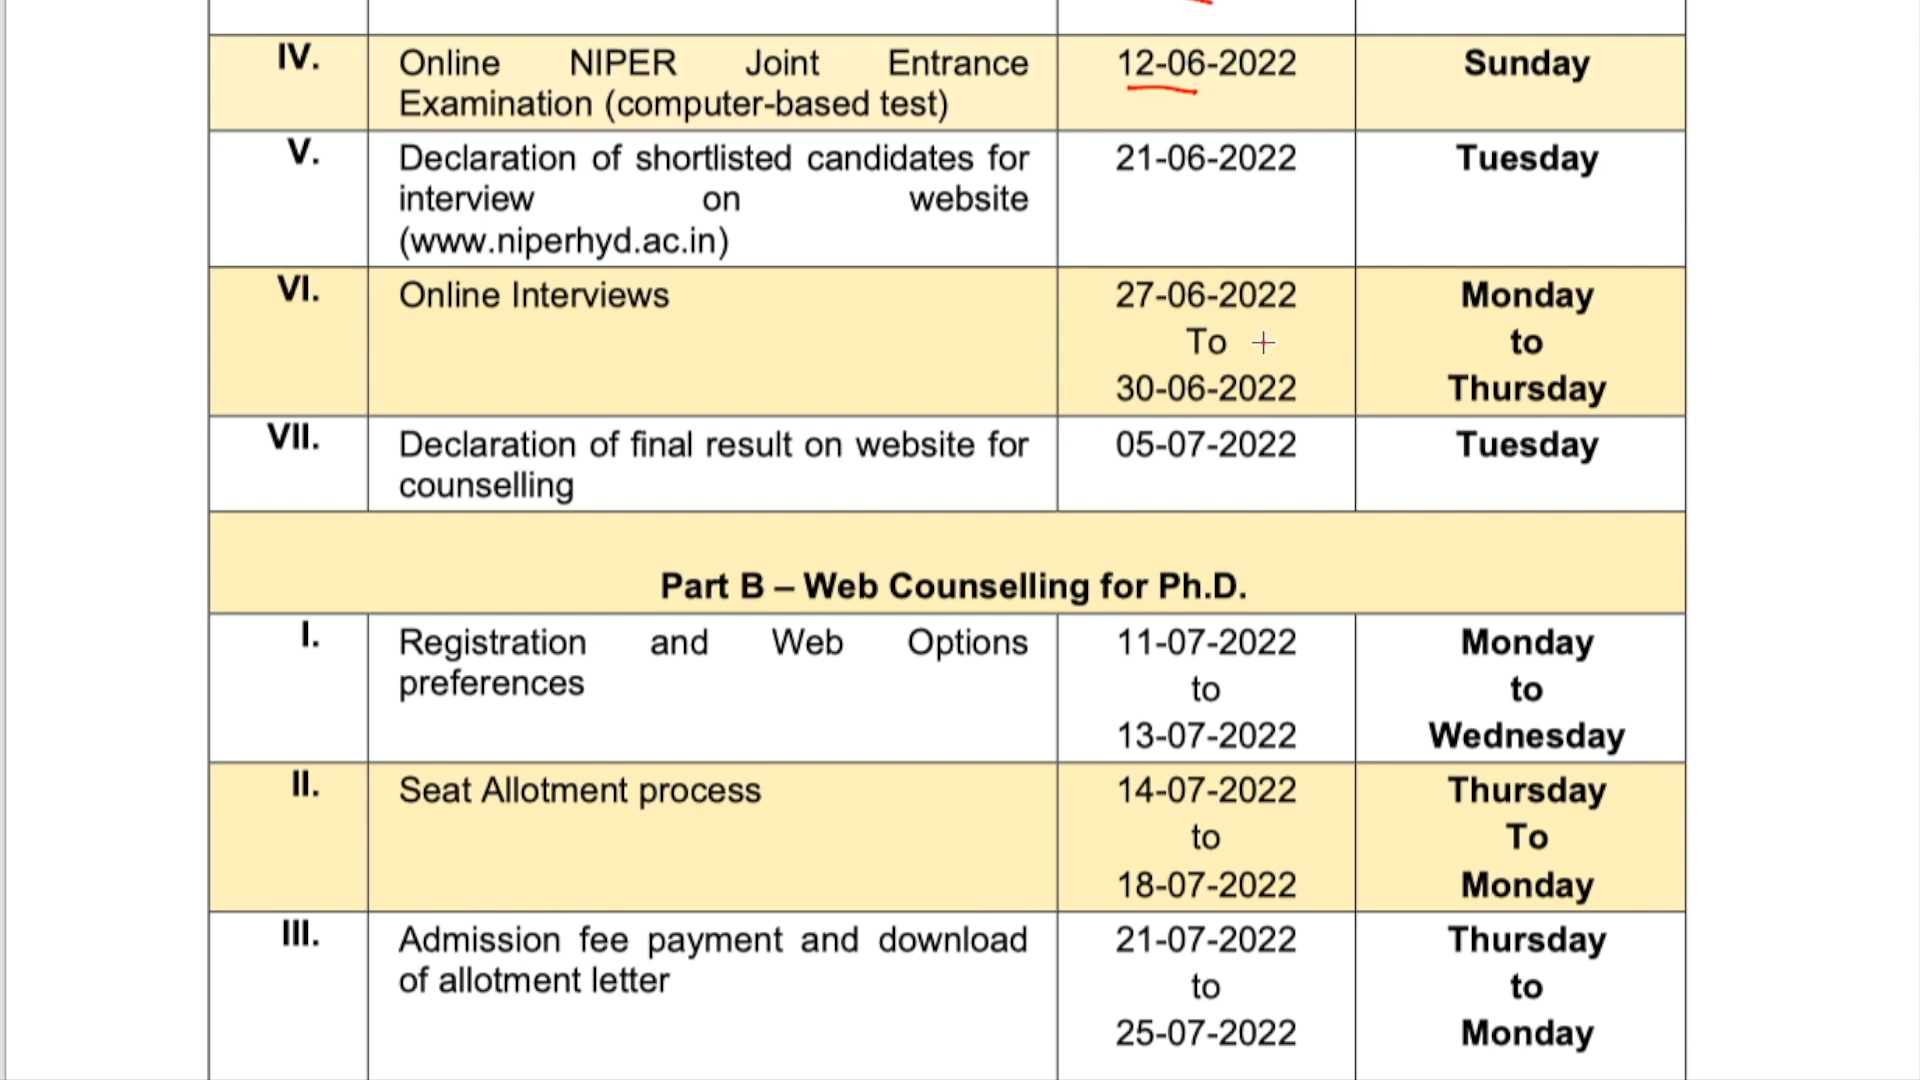 IV. Online NIPER Joint Entrance 12-06-2022 Sunday
Examination (computer-based test)
V. Declaration of shortlisted candidates for 21-06-2022 Tuesday
interview on website
(www.niperhyd.ac.in)
VI. Online Interviews 27-06-2022 Monday
To to
30-06-2022 Thursday
VII. Declaration of final result on website for 05-07-2022 Tuesday
counselling
Part B – Web Counselling for Ph.D.
I. Registration and Web Options 11-07-2022 Monday
preferences to to
13-07-2022 Wednesday
II. Seat Allotment process 14-07-2022 Thursday
to To
18-07-2022 Monday
III. Admission fee payment and download 21-07-2022 Thursday
of allotment letter to to
25-07-2022 Monday